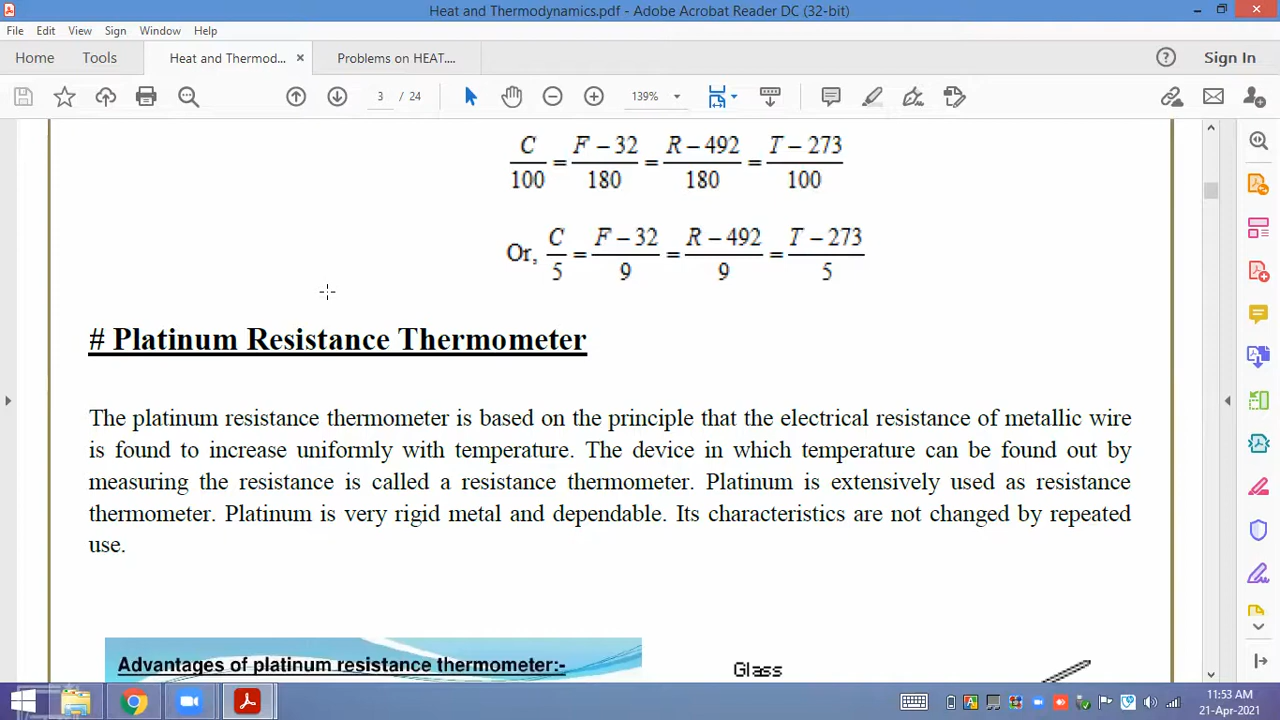 Heat and Thermodynamics.pdf - Adobe Acrobat Reader DC (32-bit)
File Edit View Sign Window Help
Home Tools Heat and Thermod... × Problems on HEAT.... Sign In
3 / 24 139%
C/100 = F – 32/180 = R – 492/180 = T – 273/100
Or, C/5 = F – 32/9 = R – 492/9 = T – 273/5
# Platinum Resistance Thermometer
The platinum resistance thermometer is based on the principle that the electrical resistance of metallic wire
is found to increase uniformly with temperature. The device in which temperature can be found out by
measuring the resistance is called a resistance thermometer. Platinum is extensively used as resistance
thermometer. Platinum is very rigid metal and dependable. Its characteristics are not changed by repeated
use.
Advantages of platinum resistance thermometer:-
Glass
11:53 AM
21-Apr-2021